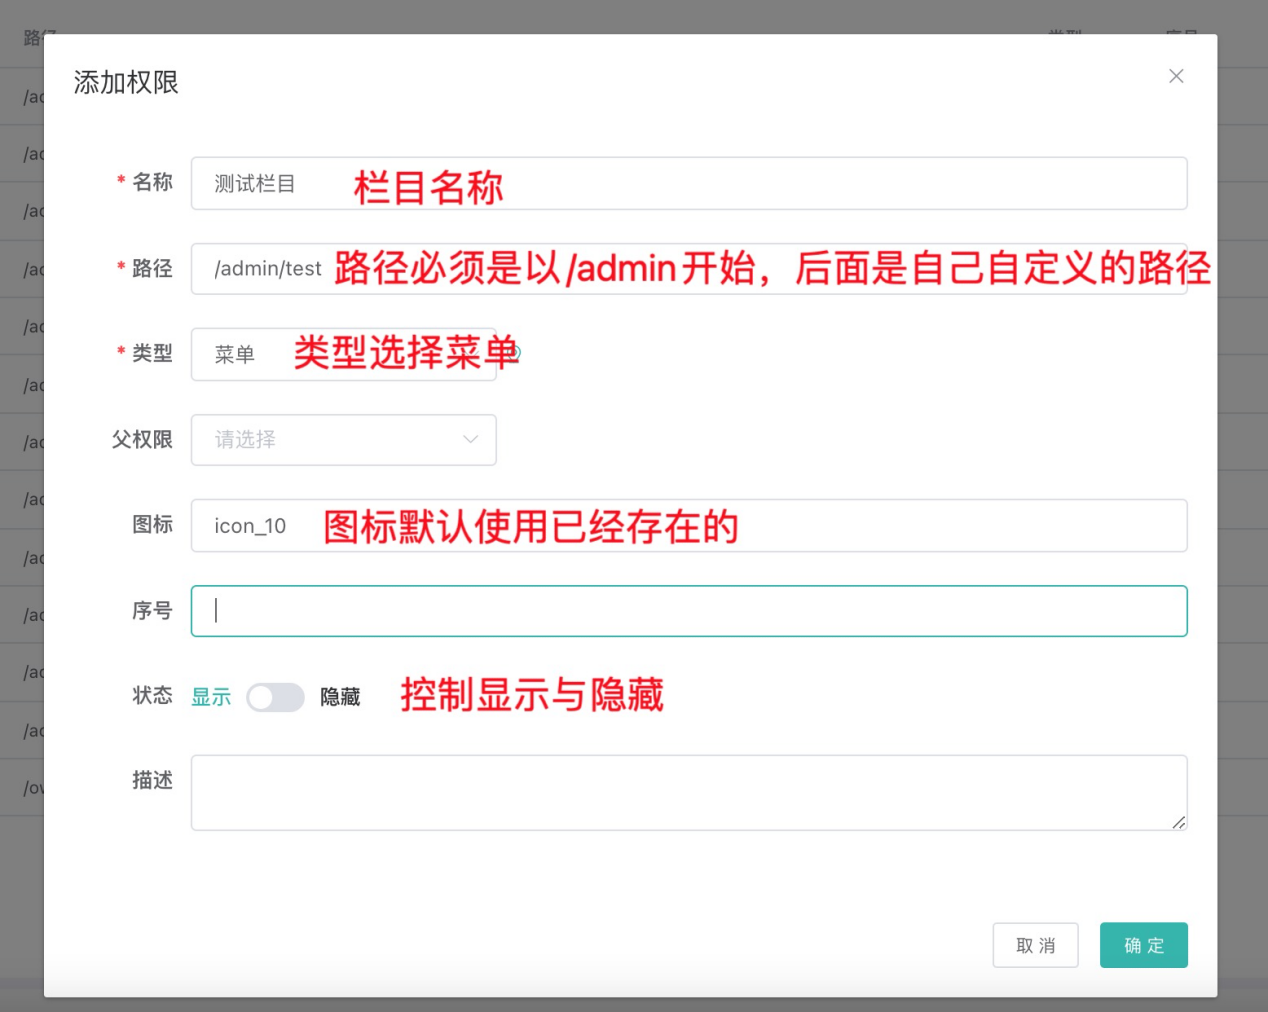 添加权限
* 名称 测试栏目 栏目名称
* 路径 /admin/test 路径必须是以/admin开始，后面是自己自定义的路径
* 类型 菜单 类型选择菜单
父权限 请选择
图标 icon_10 图标默认使用已经存在的
序号
状态 显示 隐藏 控制显示与隐藏
描述
取 消 确 定